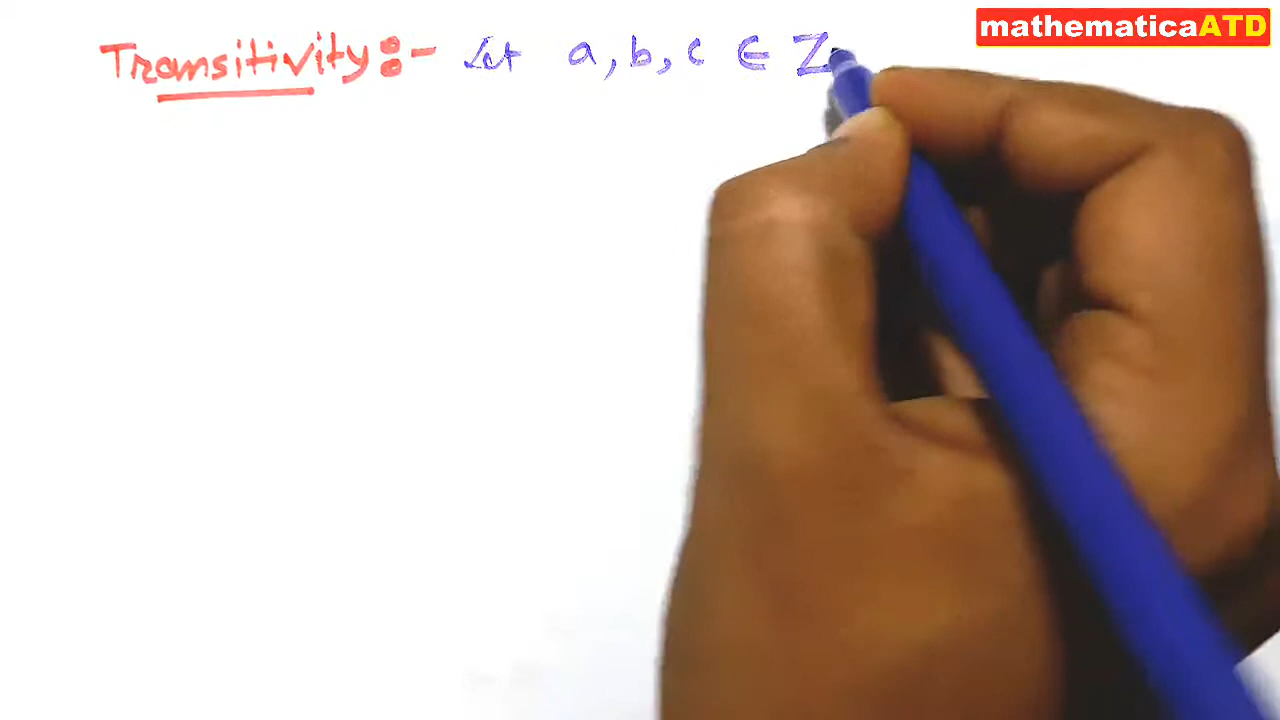 mathematicaATD
Transitivity :- Let a, b, c ∈ Z